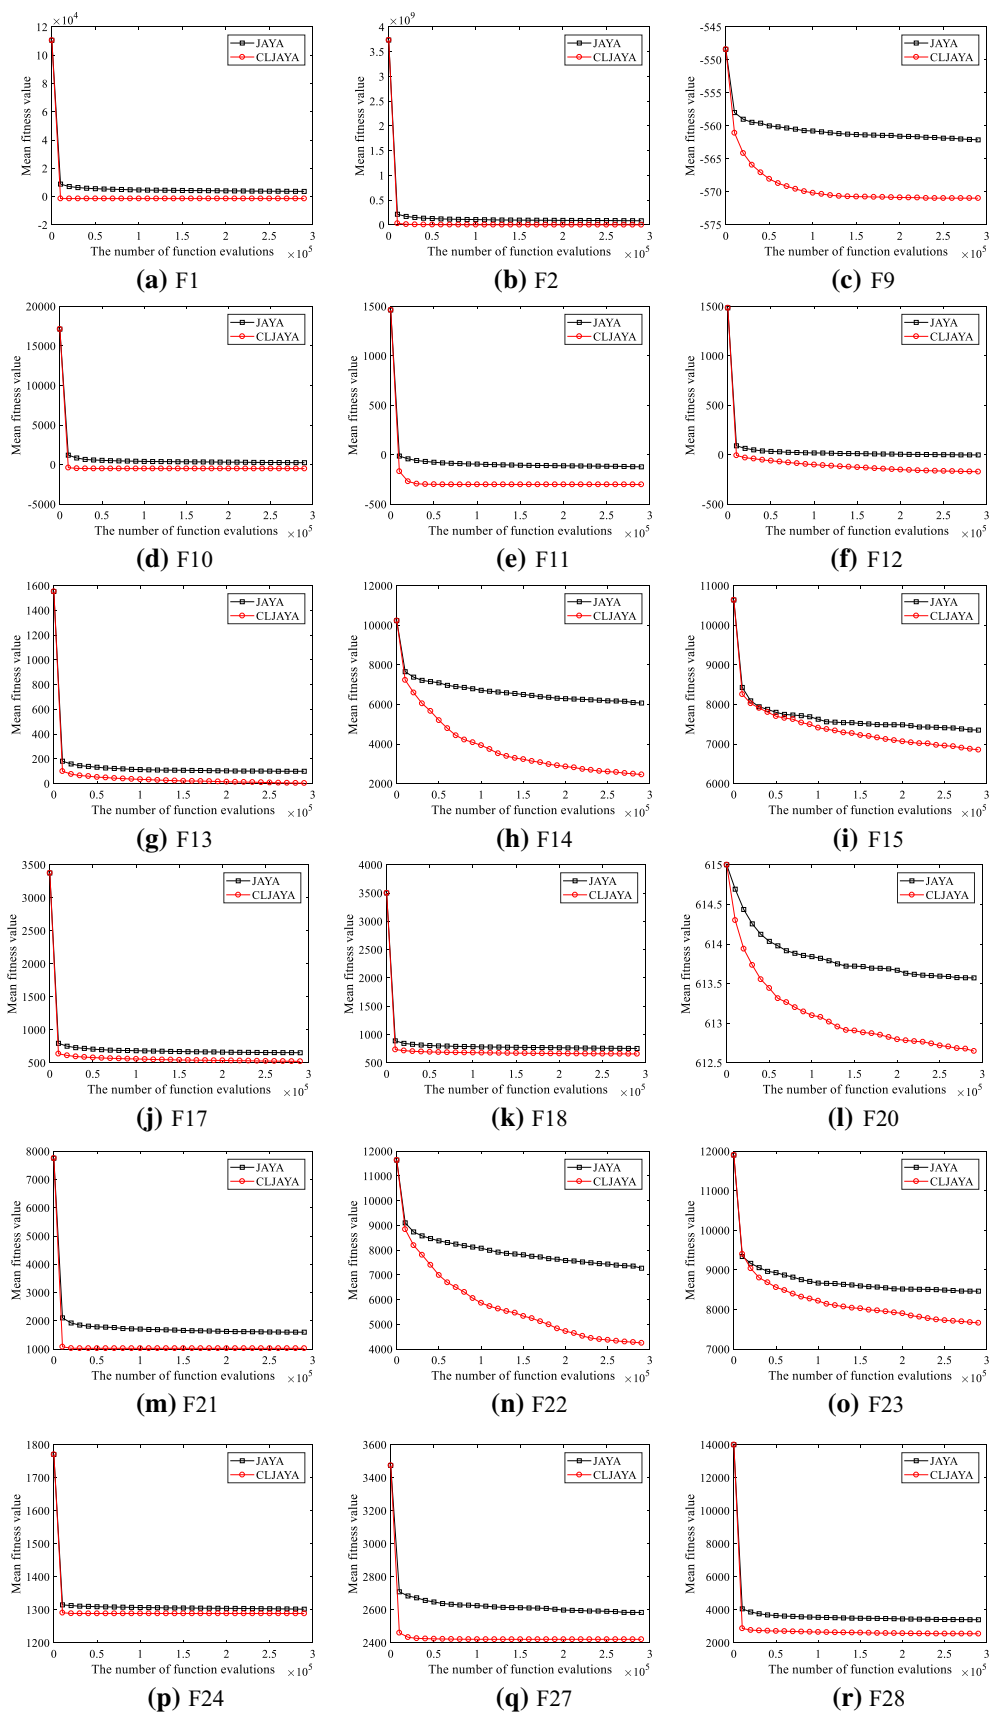 ×10^4
12
10
8
6
4
2
0
-2
Mean fitness value
JAYA
CLJAYA
0 0.5 1 1.5 2 2.5 3
The number of function evalutions ×10^5
(a) F1
×10^9
4
3.5
3
2.5
2
1.5
1
0.5
0
Mean fitness value
JAYA
CLJAYA
0 0.5 1 1.5 2 2.5 3
The number of function evalutions ×10^5
(b) F2
-545
-550
-555
-560
-565
-570
-575
Mean fitness value
JAYA
CLJAYA
0 0.5 1 1.5 2 2.5 3
The number of function evalutions ×10^5
(c) F9
20000
15000
10000
5000
0
-5000
Mean fitness value
JAYA
CLJAYA
0 0.5 1 1.5 2 2.5 3
The number of function evalutions ×10^5
(d) F10
1500
1000
500
0
-500
Mean fitness value
JAYA
CLJAYA
0 0.5 1 1.5 2 2.5 3
The number of function evalutions ×10^5
(e) F11
1500
1000
500
0
-500
Mean fitness value
JAYA
CLJAYA
0 0.5 1 1.5 2 2.5 3
The number of function evalutions ×10^5
(f) F12
1600
1400
1200
1000
800
600
400
200
0
Mean fitness value
JAYA
CLJAYA
0 0.5 1 1.5 2 2.5 3
The number of function evalutions ×10^5
(g) F13
12000
10000
8000
6000
4000
2000
Mean fitness value
JAYA
CLJAYA
0 0.5 1 1.5 2 2.5 3
The number of function evalutions ×10^5
(h) F14
11000
10000
9000
8000
7000
6000
Mean fitness value
JAYA
CLJAYA
0 0.5 1 1.5 2 2.5 3
The number of function evalutions ×10^5
(i) F15
3500
3000
2500
2000
1500
1000
500
Mean fitness value
JAYA
CLJAYA
0 0.5 1 1.5 2 2.5 3
The number of function evalutions ×10^5
(j) F17
4000
3500
3000
2500
2000
1500
1000
500
Mean fitness value
JAYA
CLJAYA
0 0.5 1 1.5 2 2.5 3
The number of function evalutions ×10^5
(k) F18
615
614.5
614
613.5
613
612.5
Mean fitness value
JAYA
CLJAYA
0 0.5 1 1.5 2 2.5 3
The number of function evalutions ×10^5
(l) F20
8000
7000
6000
5000
4000
3000
2000
1000
Mean fitness value
JAYA
CLJAYA
0 0.5 1 1.5 2 2.5 3
The number of function evalutions ×10^5
(m) F21
12000
11000
10000
9000
8000
7000
6000
5000
4000
Mean fitness value
JAYA
CLJAYA
0 0.5 1 1.5 2 2.5 3
The number of function evalutions ×10^5
(n) F22
12000
11000
10000
9000
8000
7000
Mean fitness value
JAYA
CLJAYA
0 0.5 1 1.5 2 2.5 3
The number of function evalutions ×10^5
(o) F23
1800
1700
1600
1500
1400
1300
1200
Mean fitness value
JAYA
CLJAYA
0 0.5 1 1.5 2 2.5 3
The number of function evalutions ×10^5
(p) F24
3600
3400
3200
3000
2800
2600
2400
Mean fitness value
JAYA
CLJAYA
0 0.5 1 1.5 2 2.5 3
The number of function evalutions ×10^5
(q) F27
14000
12000
10000
8000
6000
4000
2000
Mean fitness value
JAYA
CLJAYA
0 0.5 1 1.5 2 2.5 3
The number of function evalutions ×10^5
(r) F28